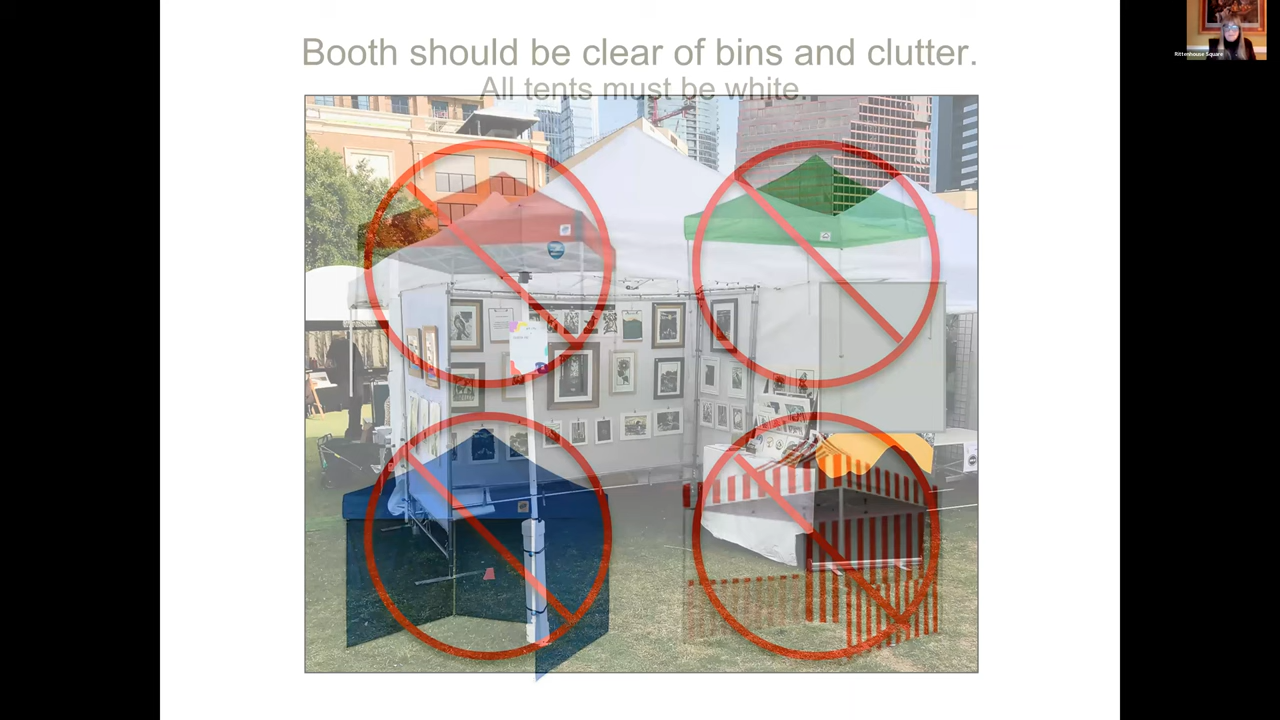 Booth should be clear of bins and clutter.
All tents must be white.
Rittenhouse Square